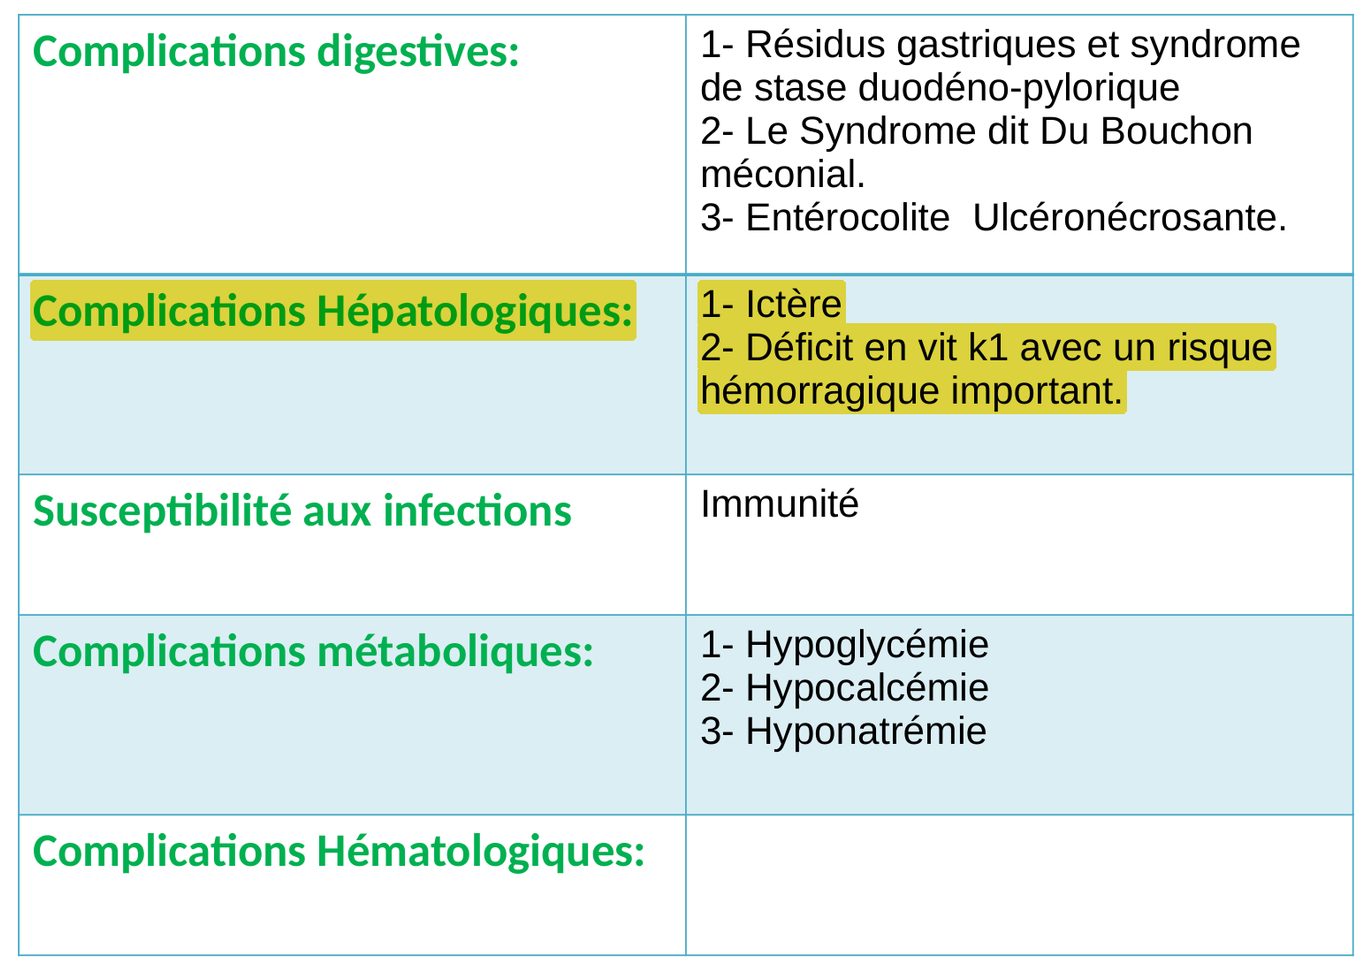 Complications digestives:
1- Résidus gastriques et syndrome
de stase duodéno-pylorique
2- Le Syndrome dit Du Bouchon
méconial.
3- Entérocolite  Ulcéronécrosante.
Complications Hépatologiques:
1- Ictère
2- Déficit en vit k1 avec un risque
hémorragique important.
Susceptibilité aux infections
Immunité
Complications métaboliques:
1- Hypoglycémie
2- Hypocalcémie
3- Hyponatrémie
Complications Hématologiques: